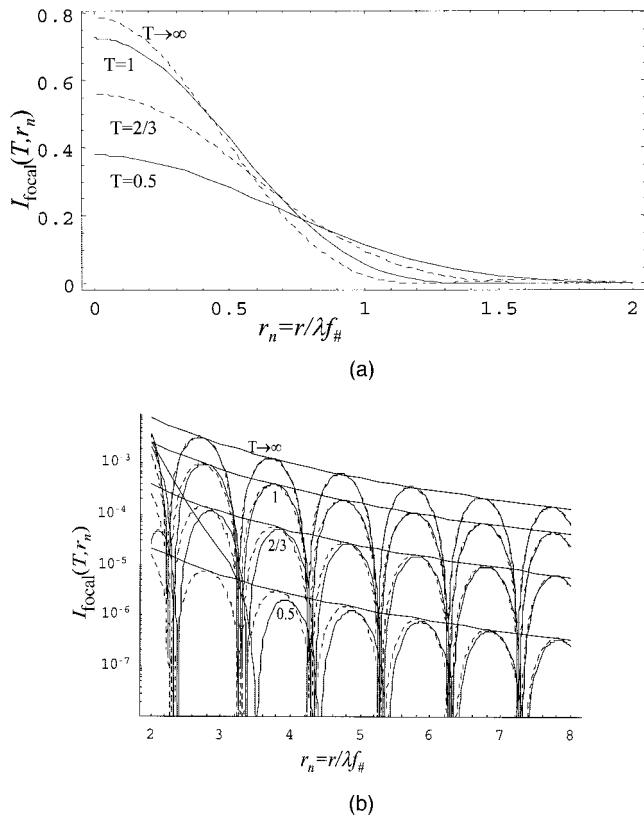 0.8
0.6
0.4
0.2
0
I_focal(T,r_n)
T→∞
T=1
T=2/3
T=0.5
0 0.5 1 1.5 2
r_n=r/λf_#
(a)
10^-3
10^-4
10^-5
10^-6
10^-7
I_focal(T,r_n)
T→∞
1
2/3
0.5
2 3 4 5 6 7 8
r_n=r/λf_#
(b)